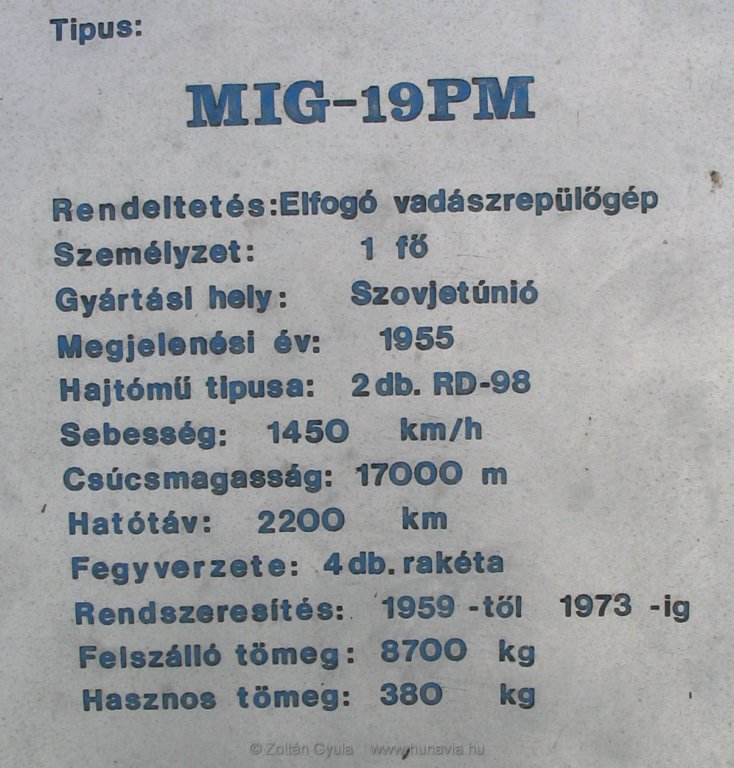 Tipus:
MIG-19PM
Rendeltetés:Elfogó vadászrepülőgép
Személyzet: 1 fő
Gyártási hely: Szovjetúnió
Megjelenési év: 1955
Hajtómű tipusa: 2db. RD-98
Sebesség: 1450 km/h
Csúcsmagasság: 17000 m
Hatótáv: 2200 km
Fegyverzete: 4db. rakéta
Rendszeresítés: 1959 -től 1973 -ig
Felszálló tömeg: 8700 kg
Hasznos tömeg: 380 kg
© Zoltán Gyula www.hunavia.hu